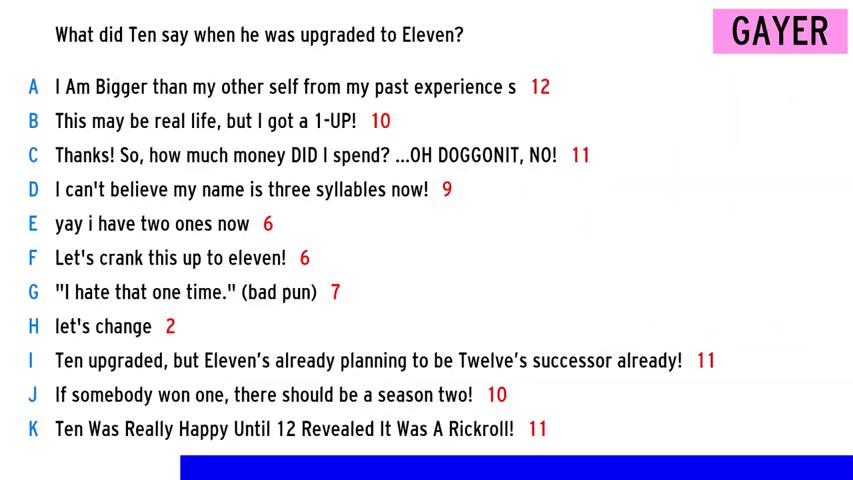 What did Ten say when he was upgraded to Eleven?
GAYER
A I Am Bigger than my other self from my past experience s 12
B This may be real life, but I got a 1-UP! 10
C Thanks! So, how much money DID I spend? ...OH DOGGONIT, NO! 11
D I can't believe my name is three syllables now! 9
E yay i have two ones now 6
F Let's crank this up to eleven! 6
G "I hate that one time." (bad pun) 7
H let's change 2
I Ten upgraded, but Eleven’s already planning to be Twelve’s successor already! 11
J If somebody won one, there should be a season two! 10
K Ten Was Really Happy Until 12 Revealed It Was A Rickroll! 11